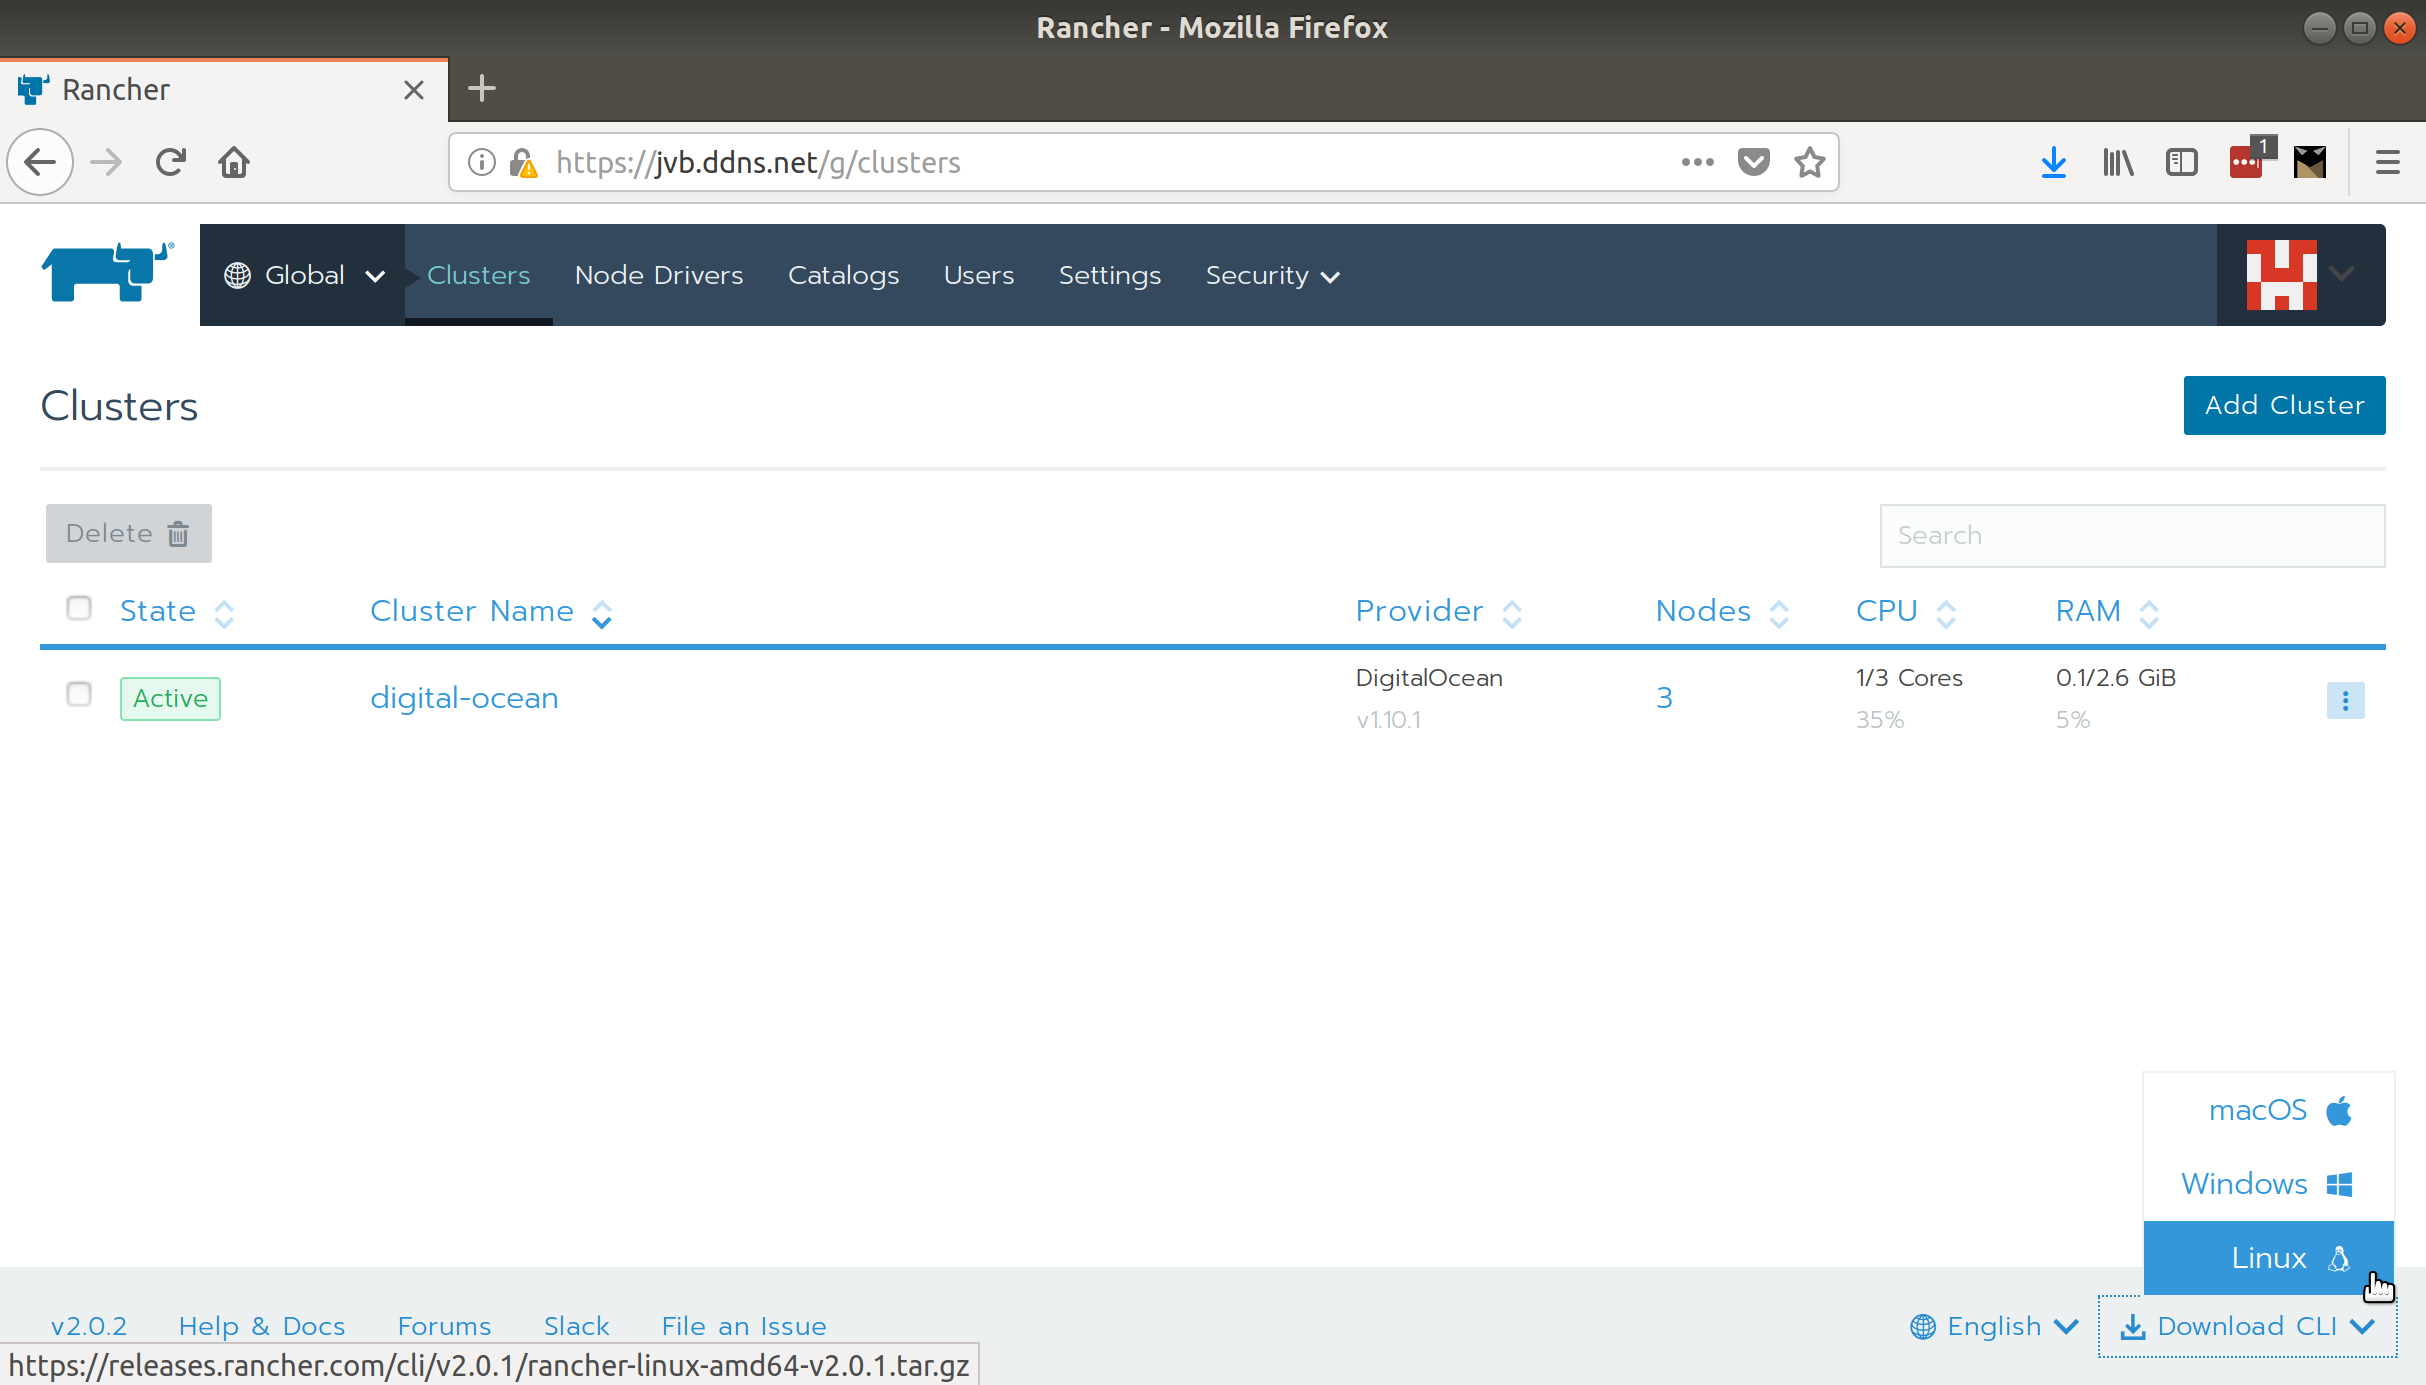 Rancher - Mozilla Firefox
Rancher
https://jvb.ddns.net/g/clusters
1
Global Clusters Node Drivers Catalogs Users Settings Security
Clusters
Add Cluster
Delete
Search
State Cluster Name Provider Nodes CPU RAM
Active digital-ocean DigitalOcean 3 1/3 Cores 0.1/2.6 GiB
v1.10.1 35% 5%
macOS
Windows
Linux
v2.0.2 Help & Docs Forums Slack File an Issue English Download CLI
https://releases.rancher.com/cli/v2.0.1/rancher-linux-amd64-v2.0.1.tar.gz